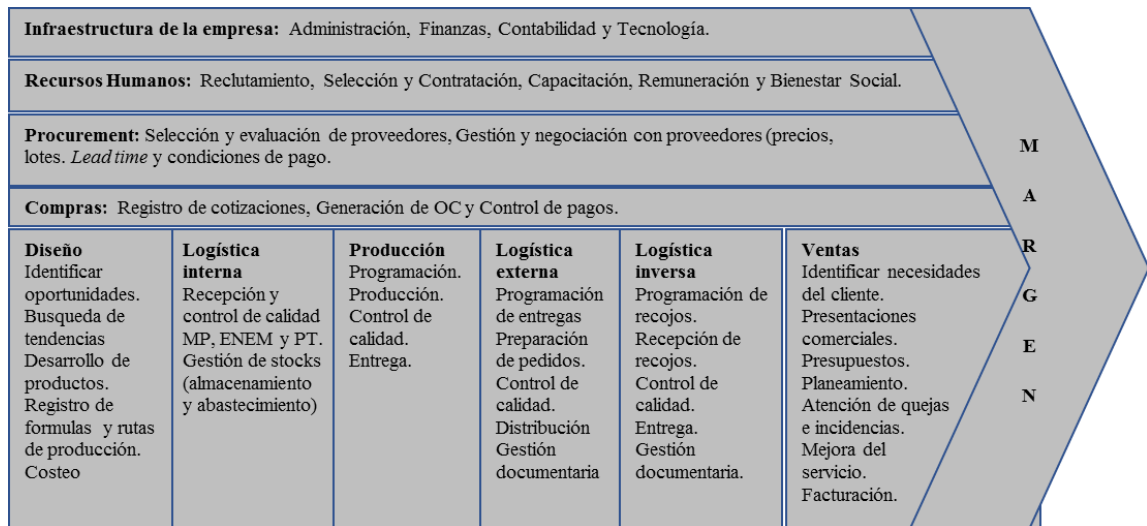 Infraestructura de la empresa: Administración, Finanzas, Contabilidad y Tecnología.
Recursos Humanos: Reclutamiento, Selección y Contratación, Capacitación, Remuneración y Bienestar Social.
Procurement: Selección y evaluación de proveedores, Gestión y negociación con proveedores (precios,
lotes. Lead time y condiciones de pago.
Compras: Registro de cotizaciones, Generación de OC y Control de pagos.
Diseño
Identificar
oportunidades.
Busqueda de
tendencias
Desarrollo de
productos.
Registro de
formulas y rutas
de producción.
Costeo
Logística
interna
Recepción y
control de calidad
MP, ENEM y PT.
Gestión de stocks
(almacenamiento
y abastecimiento)
Producción
Programación.
Producción.
Control de
calidad.
Entrega.
Logística
externa
Programación
de entregas
Preparación
de pedidos.
Control de
calidad.
Distribución
Gestión
documentaria
Logística
inversa
Programación de
recojos.
Recepción de
recojos.
Control de
calidad.
Entrega.
Gestión
documentaria.
Ventas
Identificar necesidades
del cliente.
Presentaciones
comerciales.
Presupuestos.
Planeamiento.
Atención de quejas
e incidencias.
Mejora del
servicio.
Facturación.
M
A
R
G
E
N